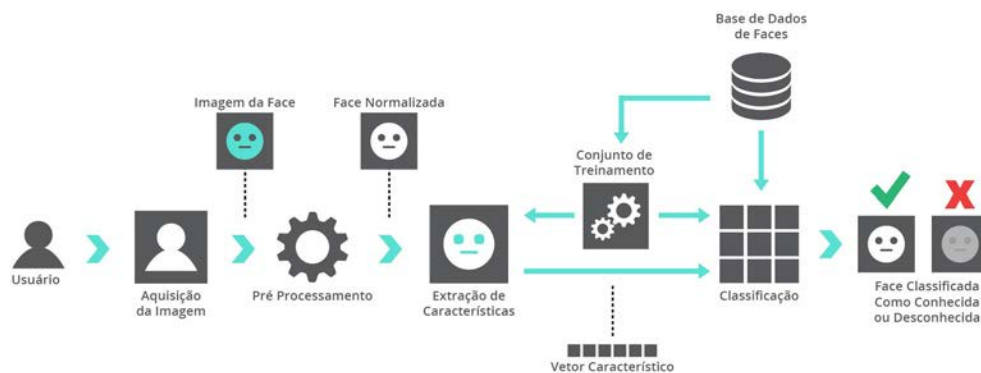 Base de Dados
de Faces
Imagem da Face
Face Normalizada
Conjunto de
Treinamento
Usuário
Aquisição
da Imagem
Pré Processamento
Extração de
Características
Classificação
Face Classificada
Como Conhecida
ou Desconhecida
Vetor Característico